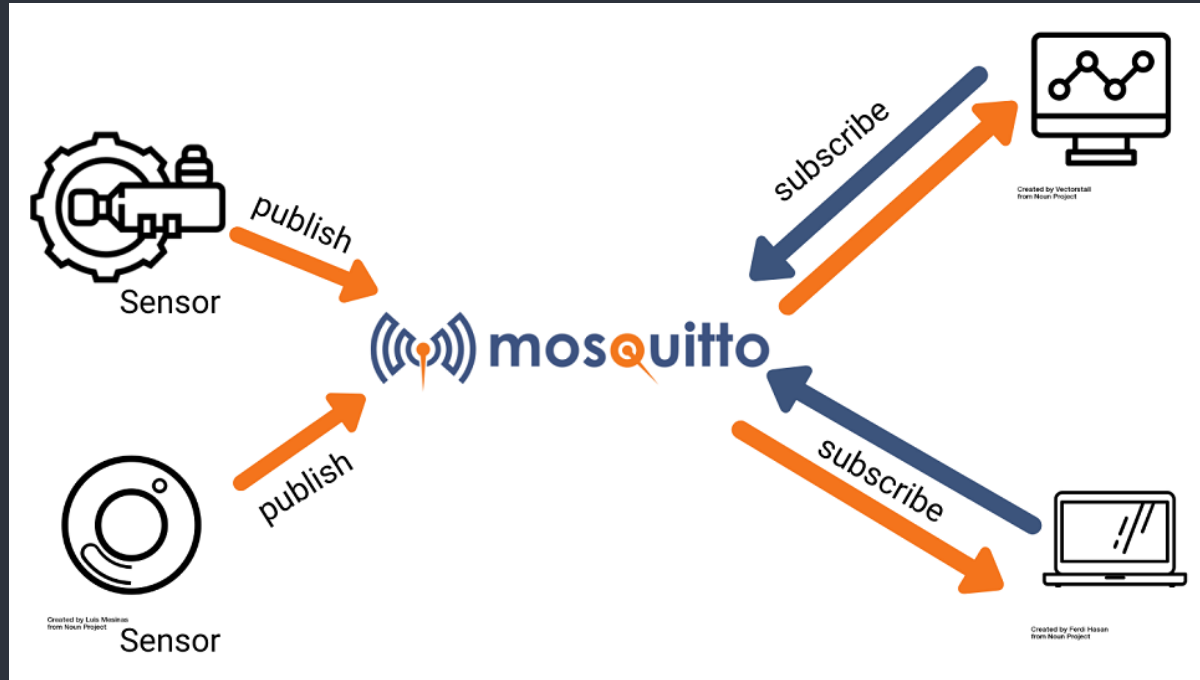 subscribe
Created by Vectorstall
from Noun Project
publish
Sensor
mosquitto
publish
subscribe
Created by Luis Mesinas
from Noun Project
Sensor
Created by Ferdi Hasan
from Noun Project